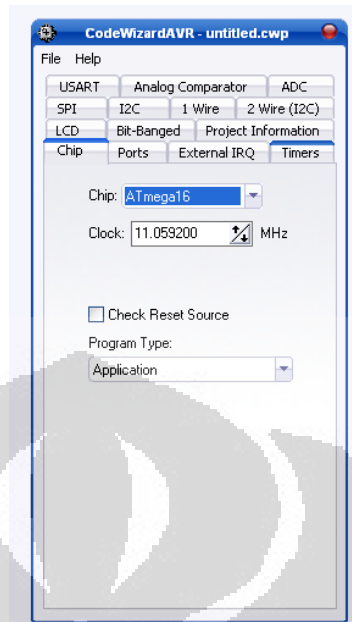 CodeWizardAVR - untitled.cwp
File Help
USART Analog Comparator ADC
SPI I2C 1 Wire 2 Wire (I2C)
LCD Bit-Banged Project Information
Chip Ports External IRQ Timers
Chip: ATmega16
Clock: 11.059200 MHz
Check Reset Source
Program Type:
Application